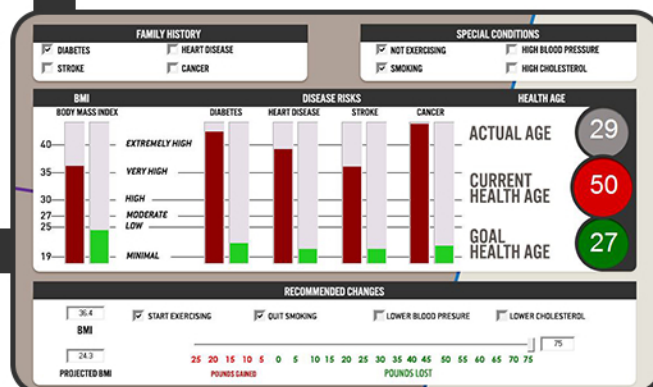 FAMILY HISTORY
DIABETES HEART DISEASE
STROKE CANCER
SPECIAL CONDITIONS
NOT EXERCISING HIGH BLOOD PRESSURE
SMOKING HIGH CHOLESTEROL
BMI DISEASE RISKS HEALTH AGE
BODY MASS INDEX DIABETES HEART DISEASE STROKE CANCER
40 EXTREMELY HIGH
35 VERY HIGH
30 HIGH
27 MODERATE
25 LOW
19 MINIMAL
ACTUAL AGE 29
CURRENT HEALTH AGE 50
GOAL HEALTH AGE 27
RECOMMENDED CHANGES
36.4 START EXERCISING QUIT SMOKING LOWER BLOOD PRESURE LOWER CHOLESTEROL
BMI
75
24.3 25 20 15 10 5 0 5 10 15 20 25 30 35 40 45 50 55 60 65 70 75
PROJECTED BMI POUNDS GAINED POUNDS LOST